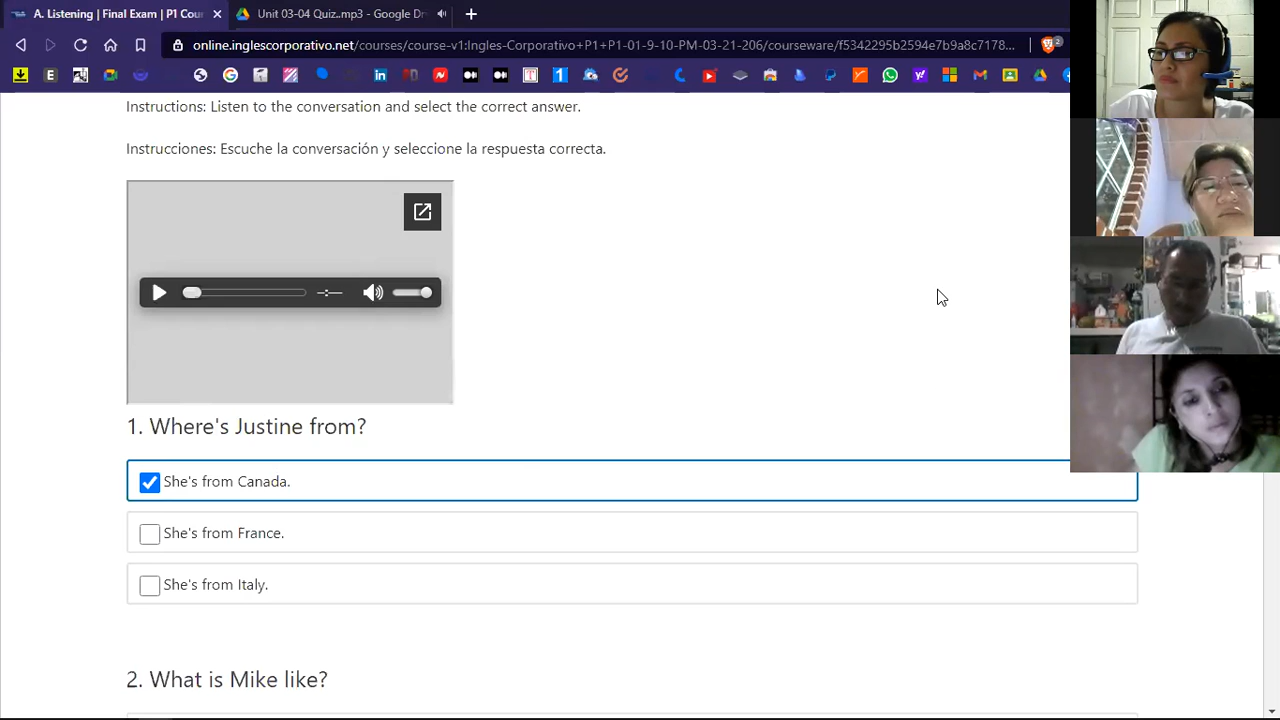 A. Listening | Final Exam | P1 Cour
Unit 03-04 Quiz..mp3 - Google Dr
online.inglescorporativo.net/courses/course-v1:Ingles-Corporativo+P1+P1-01-9-10-PM-03-21-206/courseware/f5342295b2594e7b9a8c7178...
Instructions: Listen to the conversation and select the correct answer.
Instrucciones: Escuche la conversación y seleccione la respuesta correcta.
1. Where's Justine from?
She's from Canada.
She's from France.
She's from Italy.
2. What is Mike like?